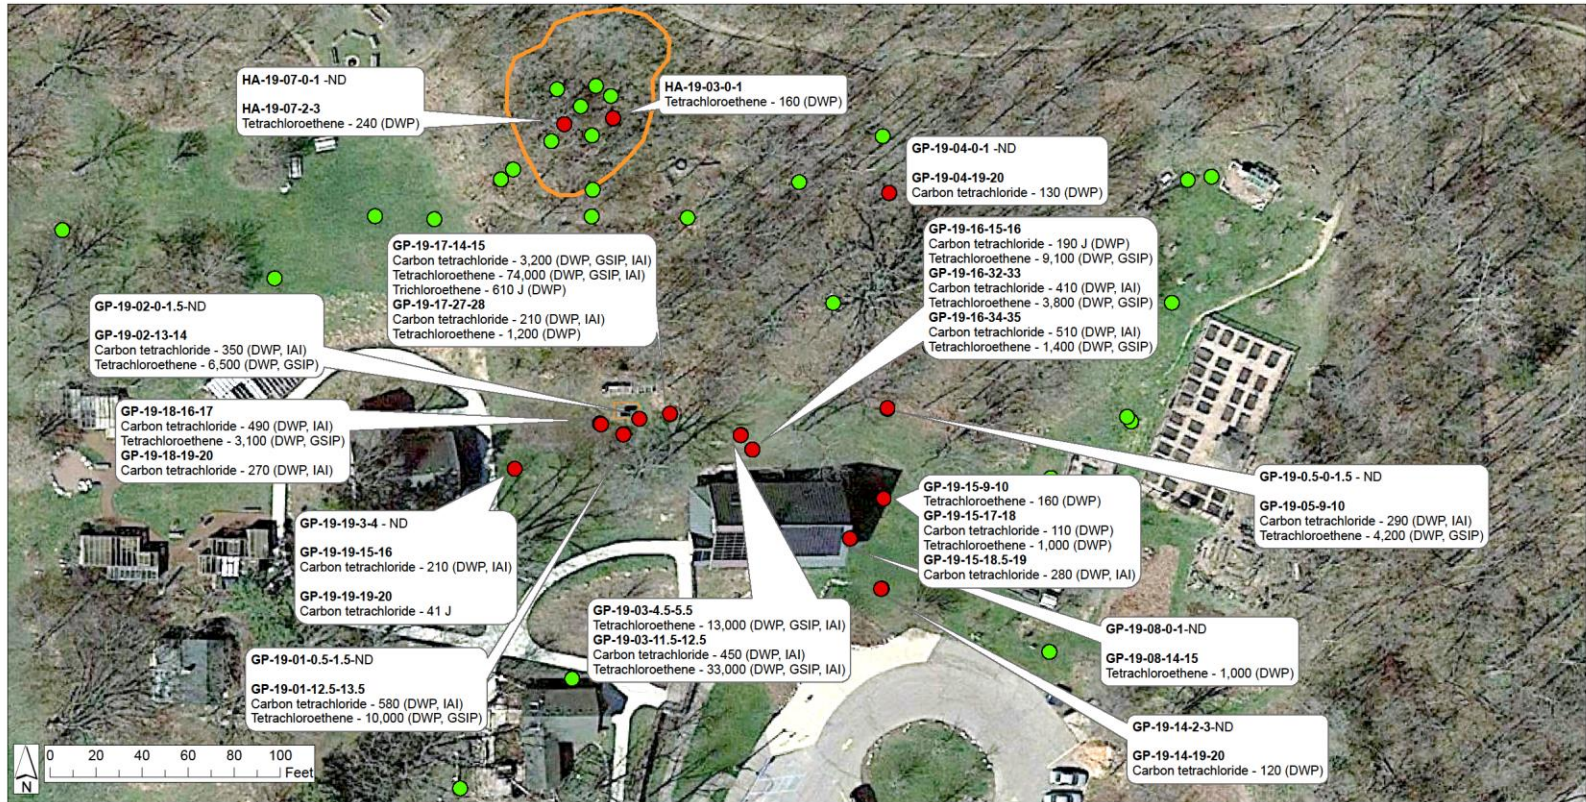 HA-19-07-0-1 -ND
HA-19-07-2-3
Tetrachloroethene - 240 (DWP)
HA-19-03-0-1
Tetrachloroethene - 160 (DWP)
GP-19-04-0-1 -ND
GP-19-04-19-20
Carbon tetrachloride - 130 (DWP)
GP-19-17-14-15
Carbon tetrachloride - 3,200 (DWP, GSIP, IAI)
Tetrachloroethene - 74,000 (DWP, GSIP, IAI)
Trichloroethene - 610 J (DWP)
GP-19-17-27-28
Carbon tetrachloride - 210 (DWP, IAI)
Tetrachloroethene - 1,200 (DWP)
GP-19-16-15-16
Carbon tetrachloride - 190 J (DWP)
Tetrachloroethene - 9,100 (DWP, GSIP)
GP-19-16-32-33
Carbon tetrachloride - 410 (DWP, IAI)
Tetrachloroethene - 3,800 (DWP, GSIP)
GP-19-16-34-35
Carbon tetrachloride - 510 (DWP, IAI)
Tetrachloroethene - 1,400 (DWP, GSIP)
GP-19-02-0-1.5-ND
GP-19-02-13-14
Carbon tetrachloride - 350 (DWP, IAI)
Tetrachloroethene - 6,500 (DWP, GSIP)
GP-19-18-16-17
Carbon tetrachloride - 490 (DWP, IAI)
Tetrachloroethene - 3,100 (DWP, GSIP)
GP-19-18-19-20
Carbon tetrachloride - 270 (DWP, IAI)
GP-19-0.5-0-1.5 - ND
GP-19-05-9-10
Carbon tetrachloride - 290 (DWP, IAI)
Tetrachloroethene - 4,200 (DWP, GSIP)
GP-19-15-9-10
Tetrachloroethene - 160 (DWP)
GP-19-15-17-18
Carbon tetrachloride - 110 (DWP)
Tetrachloroethene - 1,000 (DWP)
GP-19-15-18.5-19
Carbon tetrachloride - 280 (DWP, IAI)
GP-19-19-3-4 - ND
GP-19-19-15-16
Carbon tetrachloride - 210 (DWP, IAI)
GP-19-19-19-20
Carbon tetrachloride - 41 J
GP-19-03-4.5-5.5
Tetrachloroethene - 13,000 (DWP, GSIP, IAI)
GP-19-03-11.5-12.5
Carbon tetrachloride - 450 (DWP, IAI)
Tetrachloroethene - 33,000 (DWP, GSIP, IAI)
GP-19-08-0-1-ND
GP-19-08-14-15
Tetrachloroethene - 1,000 (DWP)
GP-19-01-0.5-1.5-ND
GP-19-01-12.5-13.5
Carbon tetrachloride - 580 (DWP, IAI)
Tetrachloroethene - 10,000 (DWP, GSIP)
GP-19-14-2-3-ND
GP-19-14-19-20
Carbon tetrachloride - 120 (DWP)
0 20 40 60 80 100
Feet
N